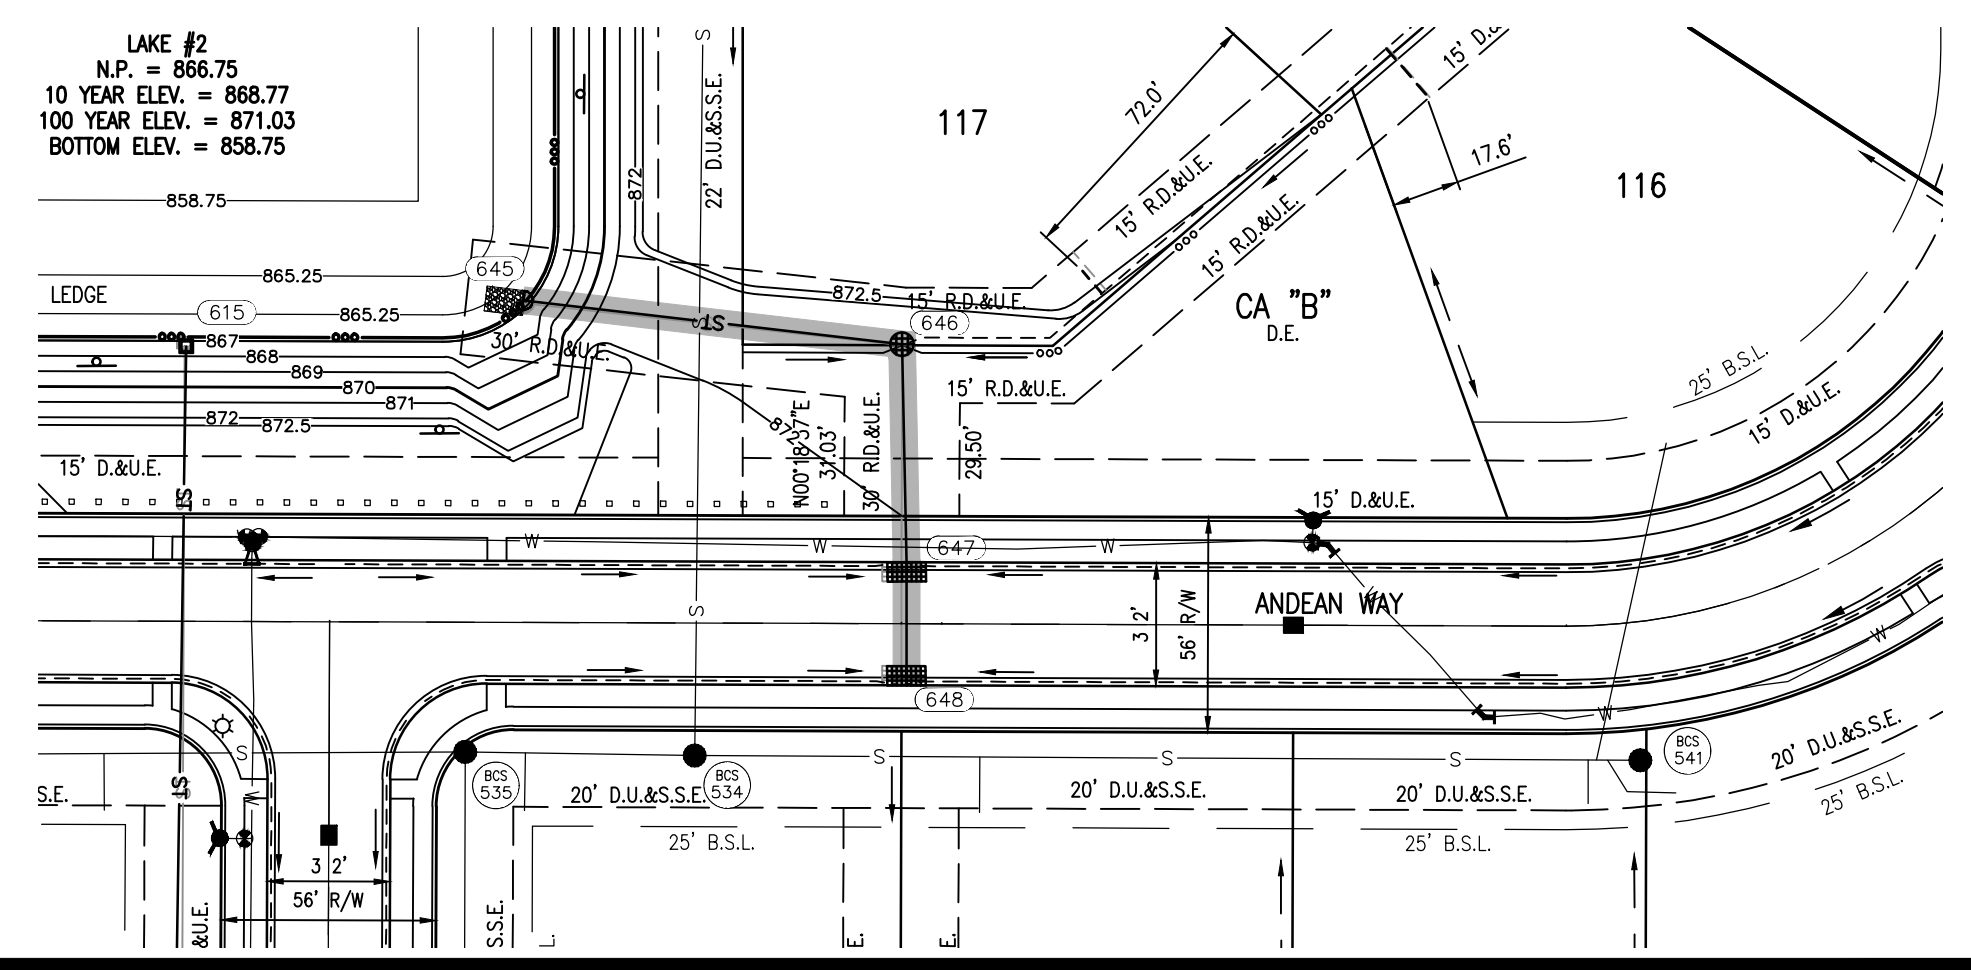 LAKE #2
N.P. = 866.75
10 YEAR ELEV. = 868.77
100 YEAR ELEV. = 871.03
BOTTOM ELEV. = 858.75
858.75
865.25
LEDGE
615
865.25
867
868
869
870
871
872
872.5
15' D.&U.E.
645
30' R.D.&U.E.
872
22' D.U.&S.S.E.
S
S
ST
872.5
15' R.D.&U.E.
646
117
72.0'
15' R.D.&U.E.
15' R.D.&U.E.
15' D.&
17.6'
116
CA "B"
D.E.
15' R.D.&U.E.
872
N00°18'37"E
31.03'
30' R.D.&U.E.
29.50'
25' B.S.L.
15' D.&U.E.
15' D.&U.E.
ST
W
W
W
647
W
S
32'
56' R/W
ANDEAN WAY
648
W
W
S
S
S
S
ST
S
W
BCS
535
BCS
534
BCS
541
S.E.
20' D.U.&S.S.E.
20' D.U.&S.S.E.
20' D.U.&S.S.E.
20' D.U.&S.S.E.
25' B.S.L.
25' B.S.L.
25' B.S.L.
32'
56' R/W
&U.E.
S.S.E.
L.
E.
E.